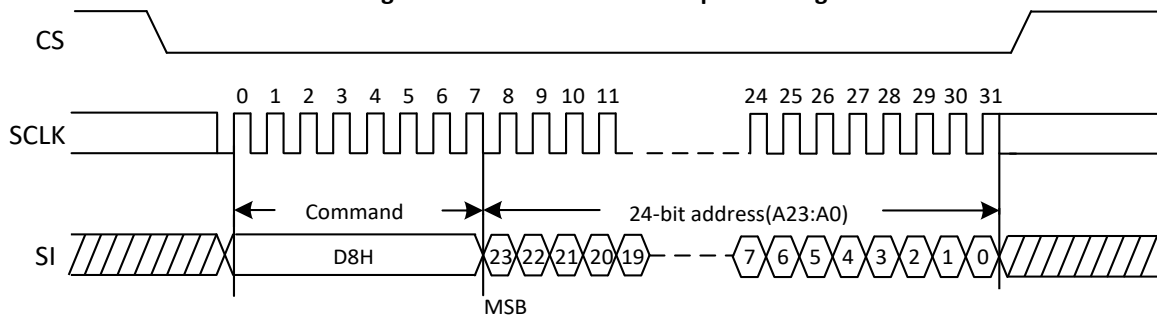 CS
0 1 2 3 4 5 6 7 8 9 10 11 24 25 26 27 28 29 30 31
SCLK
Command 24-bit address(A23:A0)
SI D8H 23 22 21 20 19 7 6 5 4 3 2 1 0
MSB